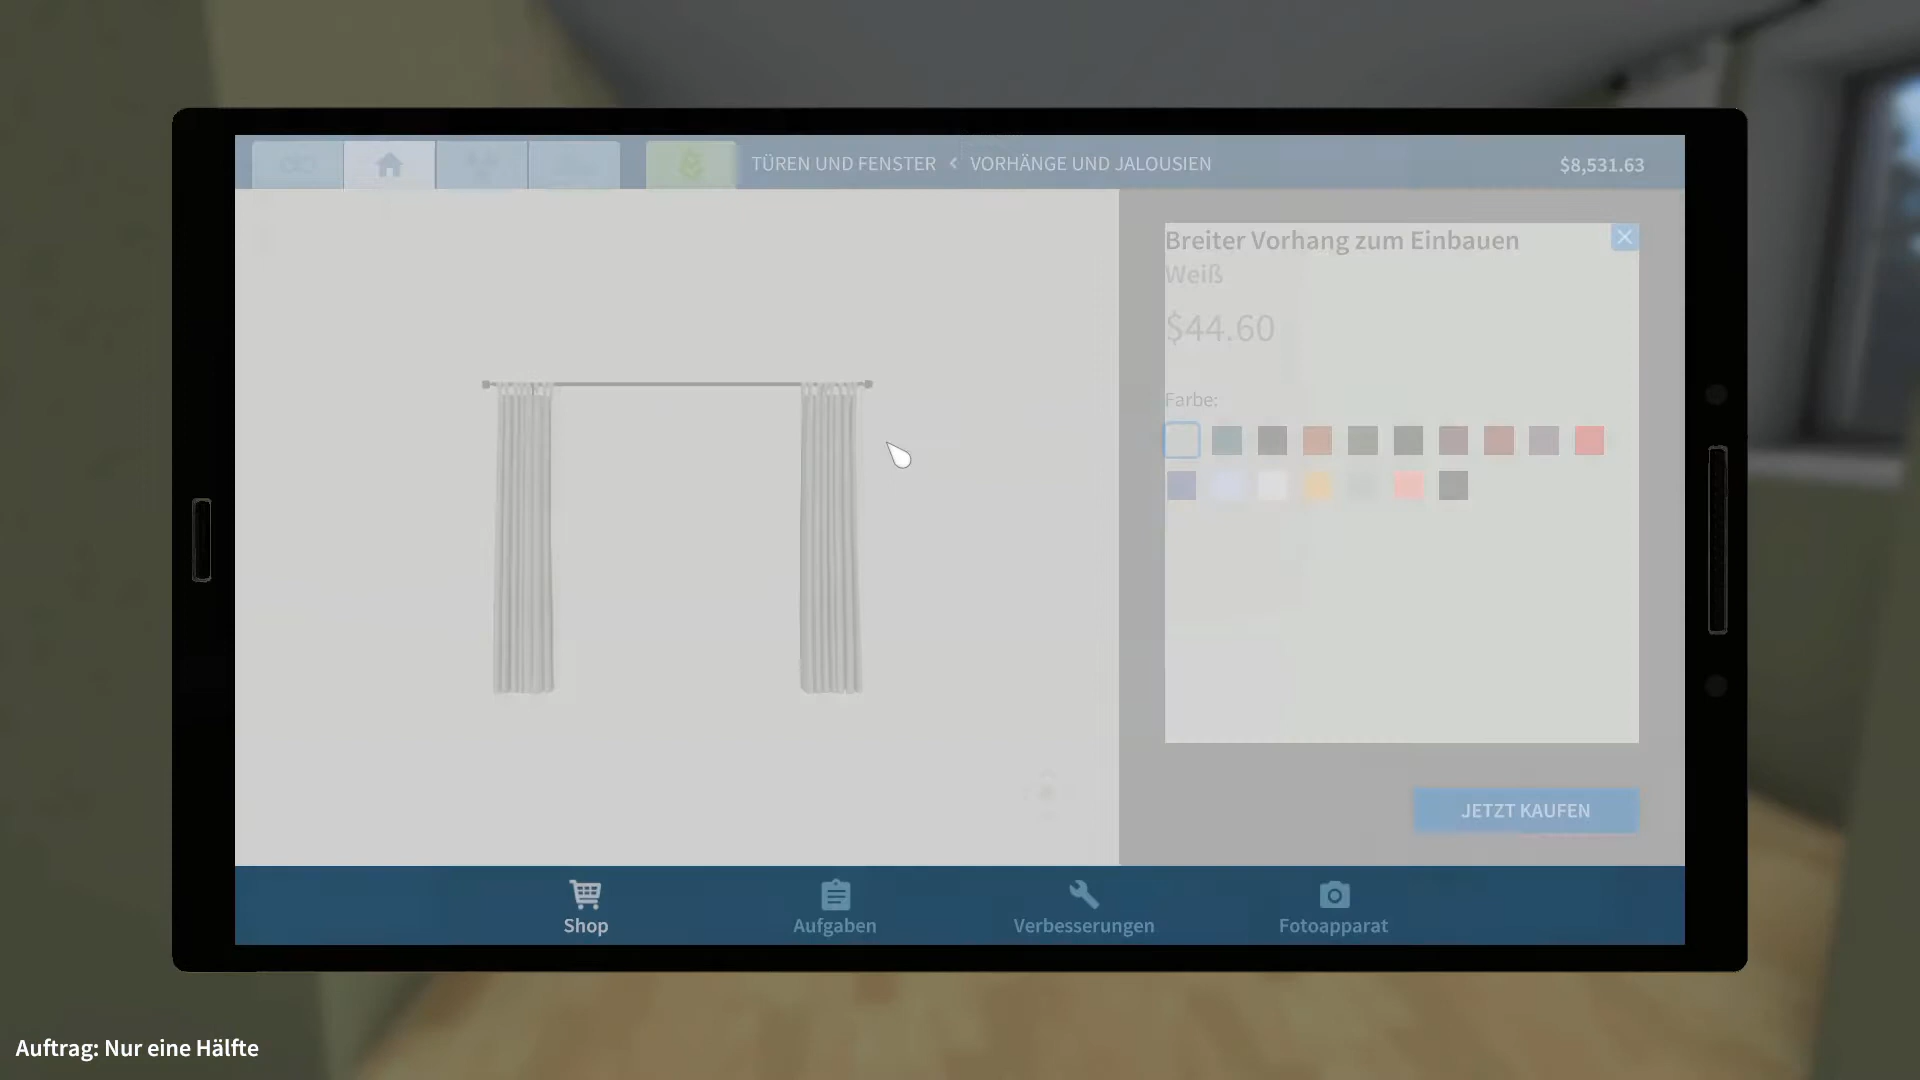 TÜREN UND FENSTER < VORHÄNGE UND JALOUSIEN
$8,531.63
Breiter Vorhang zum Einbauen
Weiß
$44.60
Farbe:
JETZT KAUFEN
Shop
Aufgaben
Verbesserungen
Fotoapparat
Auftrag: Nur eine Hälfte